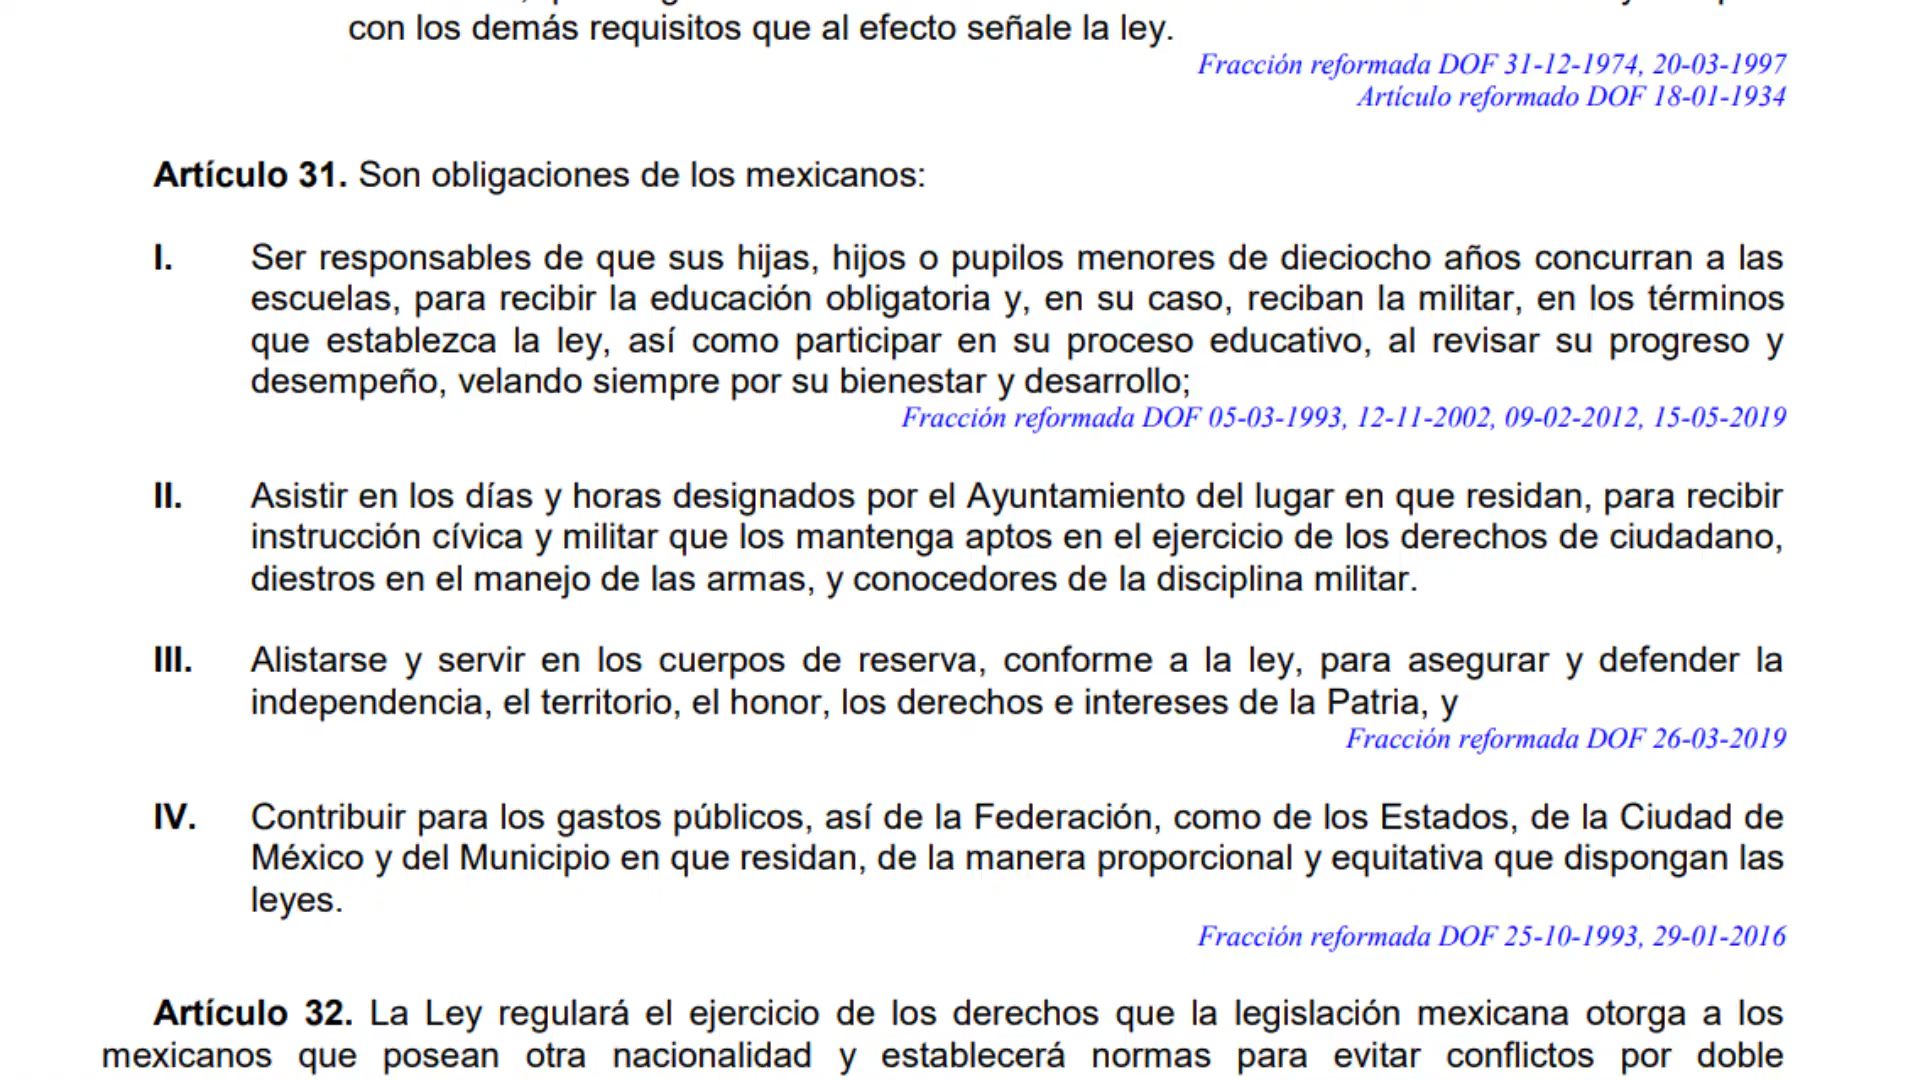 con los demás requisitos que al efecto señale la ley.
Fracción reformada DOF 31-12-1974, 20-03-1997
Artículo reformado DOF 18-01-1934
Artículo 31. Son obligaciones de los mexicanos:
I. Ser responsables de que sus hijas, hijos o pupilos menores de dieciocho años concurran a las
escuelas, para recibir la educación obligatoria y, en su caso, reciban la militar, en los términos
que establezca la ley, así como participar en su proceso educativo, al revisar su progreso y
desempeño, velando siempre por su bienestar y desarrollo;
Fracción reformada DOF 05-03-1993, 12-11-2002, 09-02-2012, 15-05-2019
II. Asistir en los días y horas designados por el Ayuntamiento del lugar en que residan, para recibir
instrucción cívica y militar que los mantenga aptos en el ejercicio de los derechos de ciudadano,
diestros en el manejo de las armas, y conocedores de la disciplina militar.
III. Alistarse y servir en los cuerpos de reserva, conforme a la ley, para asegurar y defender la
independencia, el territorio, el honor, los derechos e intereses de la Patria, y
Fracción reformada DOF 26-03-2019
IV. Contribuir para los gastos públicos, así de la Federación, como de los Estados, de la Ciudad de
México y del Municipio en que residan, de la manera proporcional y equitativa que dispongan las
leyes.
Fracción reformada DOF 25-10-1993, 29-01-2016
Artículo 32. La Ley regulará el ejercicio de los derechos que la legislación mexicana otorga a los
mexicanos que posean otra nacionalidad y establecerá normas para evitar conflictos por doble